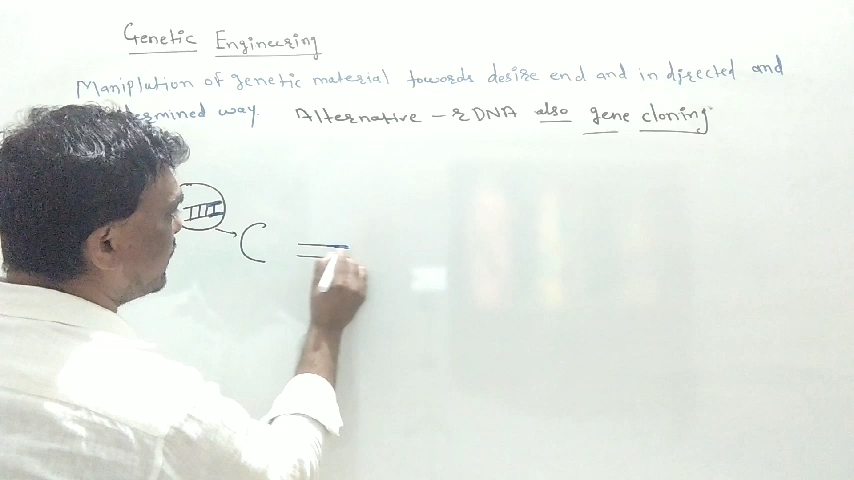 Genetic Engineering
Maniplution of genetic material towards desire end and in directed and
termined way. Alternative - rDNA also gene cloning